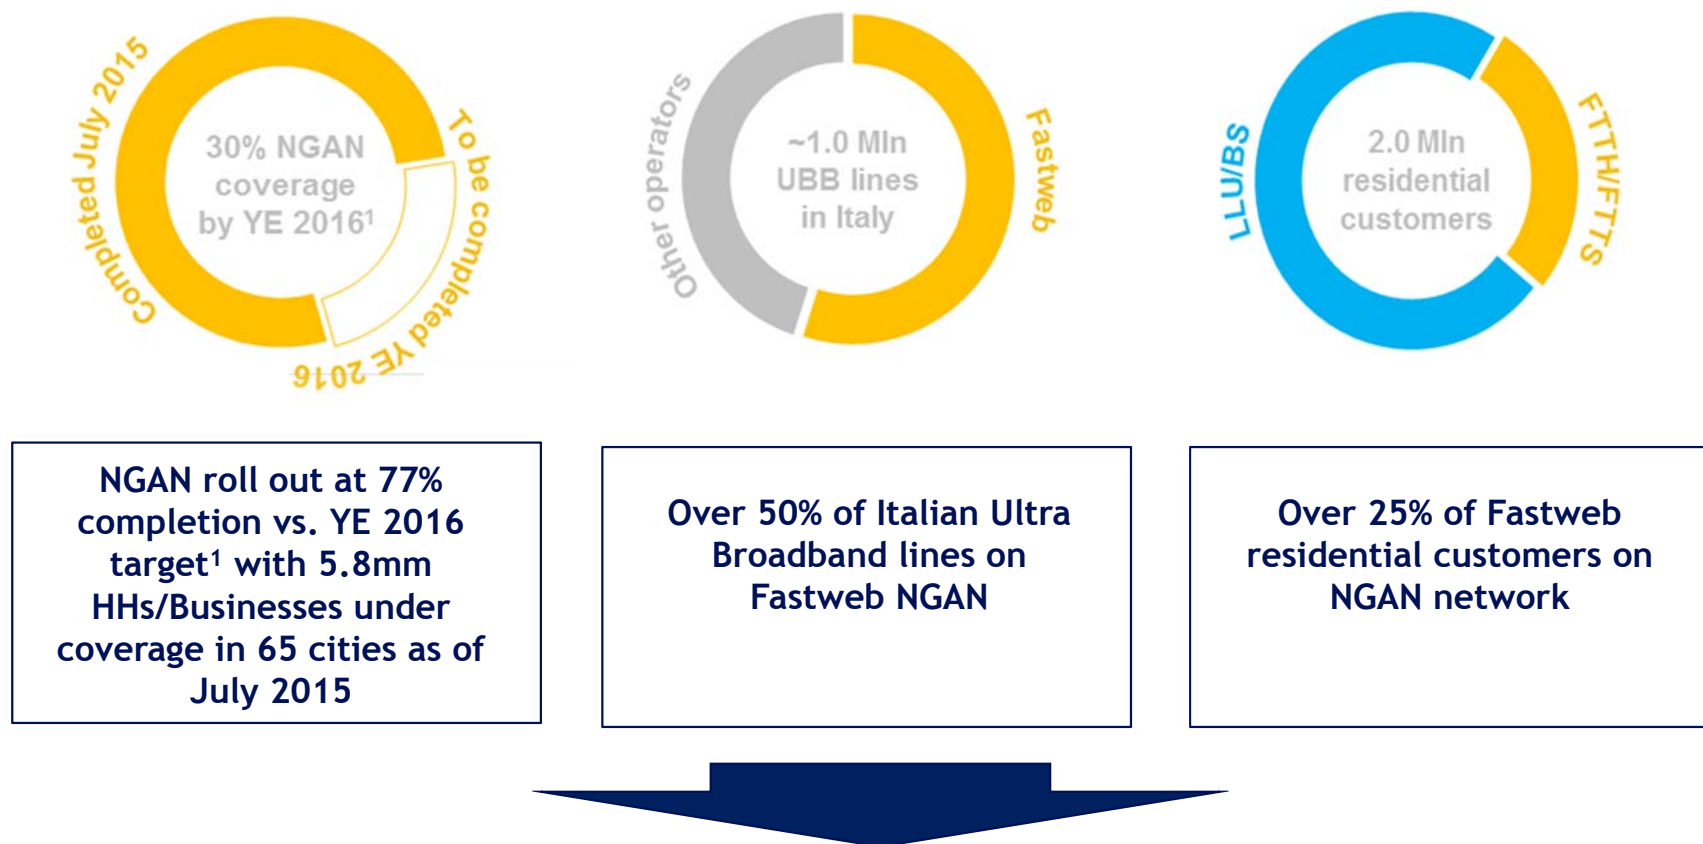 Completed July 2015
30% NGAN
coverage
by YE 2016¹
To be completed YE 2016
Other operators
~1.0 Mln
UBB lines
in Italy
Fastweb
LLU/BS
2.0 Mln
residential
customers
FTTH/FTTS
NGAN roll out at 77%
completion vs. YE 2016
target¹ with 5.8mm
HHs/Businesses under
coverage in 65 cities as of
July 2015
Over 50% of Italian Ultra
Broadband lines on
Fastweb NGAN
Over 25% of Fastweb
residential customers on
NGAN network